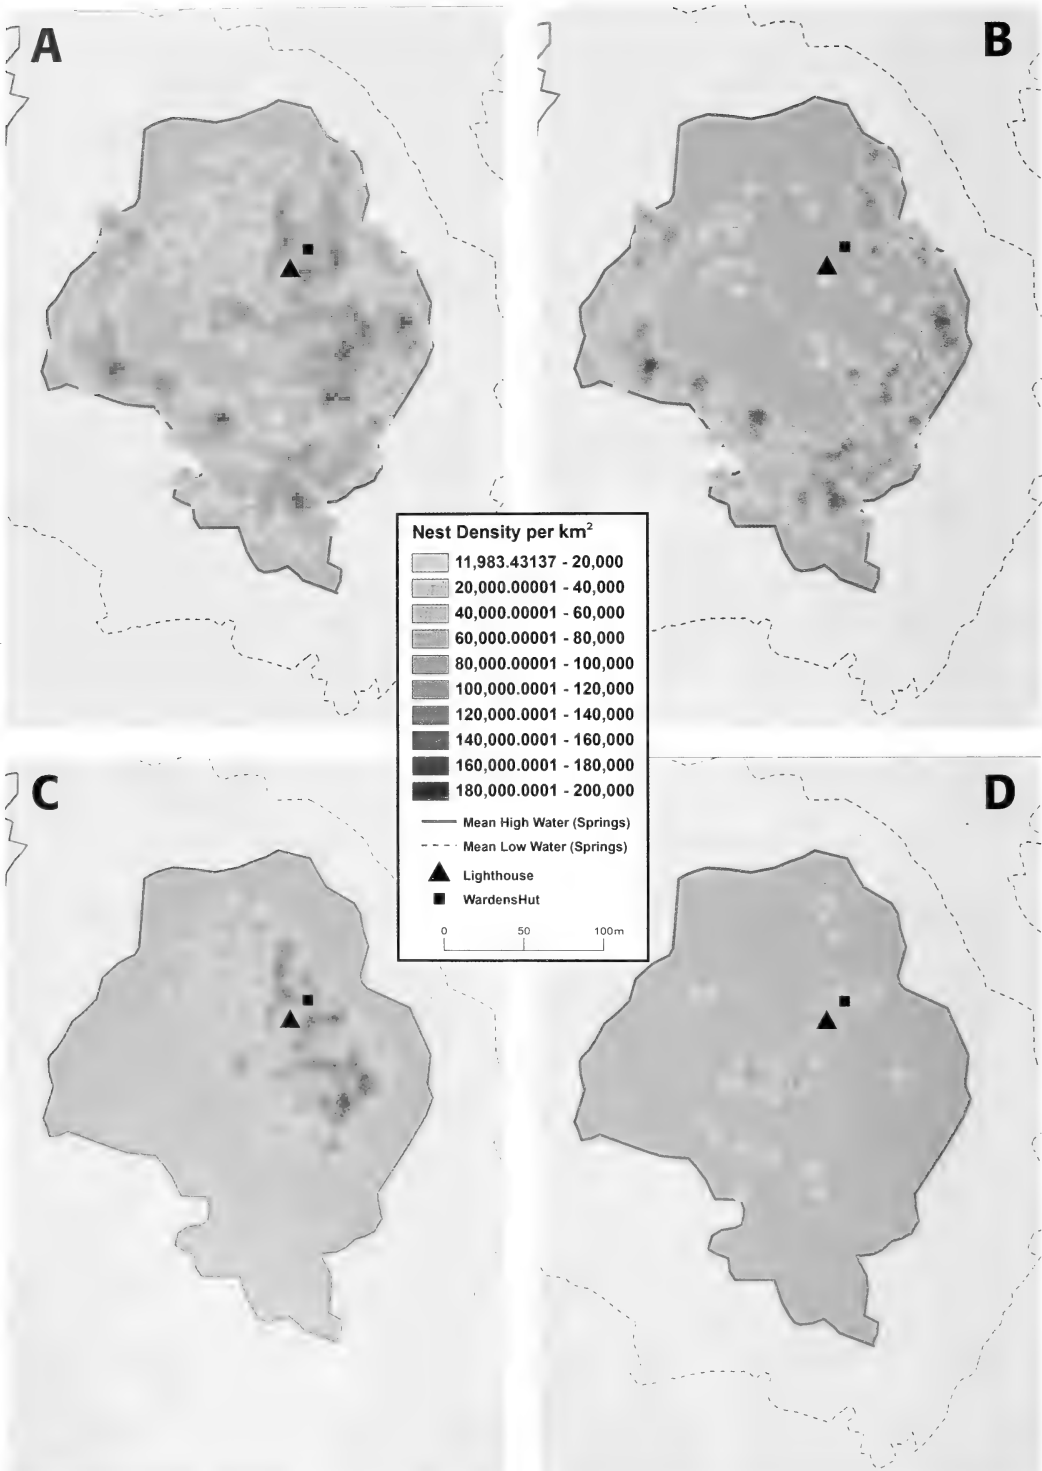 A
B
Nest Density per km²
11,983.43137 - 20,000
20,000.00001 - 40,000
40,000.00001 - 60,000
60,000.00001 - 80,000
80,000.00001 - 100,000
100,000.0001 - 120,000
120,000.0001 - 140,000
140,000.0001 - 160,000
160,000.0001 - 180,000
180,000.0001 - 200,000
Mean High Water (Springs)
Mean Low Water (Springs)
Lighthouse
WardensHut
0 50 100m
C
D